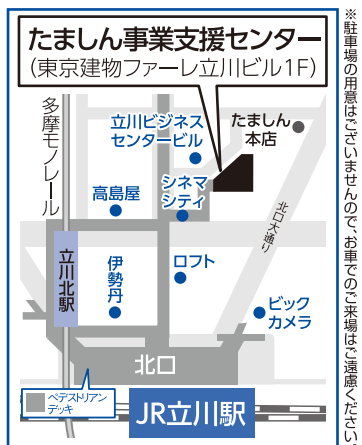 たましん事業支援センター
(東京建物ファーレ立川ビル1F)
※駐車場の用意はございませんので、お車でのご来場はご遠慮ください。
多摩モノレール
立川ビジネス
センタービル
たましん
本店
シネマ
シティ
高島屋
北口大通り
立川北駅
伊勢丹
ロフト
ビック
カメラ
北口
ペデストリアン
デッキ
JR立川駅